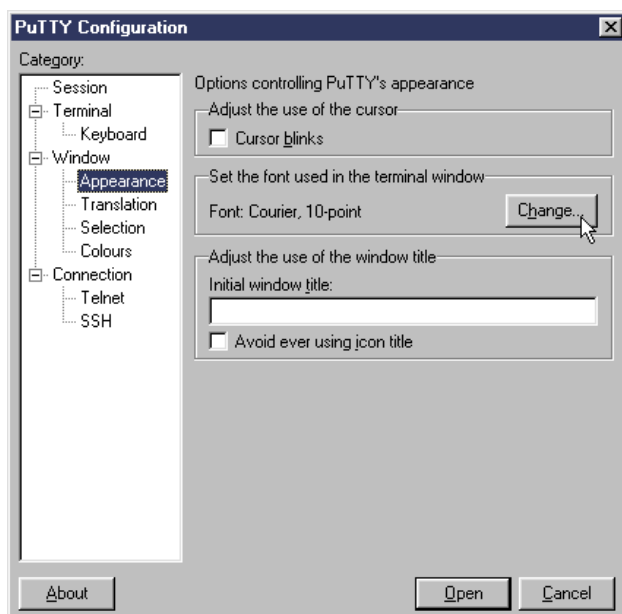 PuTTY Configuration
Category:
Session
Terminal
Keyboard
Window
Appearance
Translation
Selection
Colours
Connection
Telnet
SSH
Options controlling PuTTY's appearance
Adjust the use of the cursor
Cursor blinks
Set the font used in the terminal window
Font: Courier, 10-point
Change...
Adjust the use of the window title
Initial window title:
Avoid ever using icon title
About
Open
Cancel